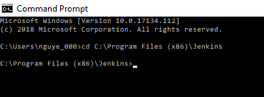 Command Prompt
Microsoft Windows [Version 10.0.17134.112]
(c) 2018 Microsoft Corporation. All rights reserved.
C:\Users\nguye_000>cd C:\Program Files (x86)\Jenkins
C:\Program Files (x86)\Jenkins>